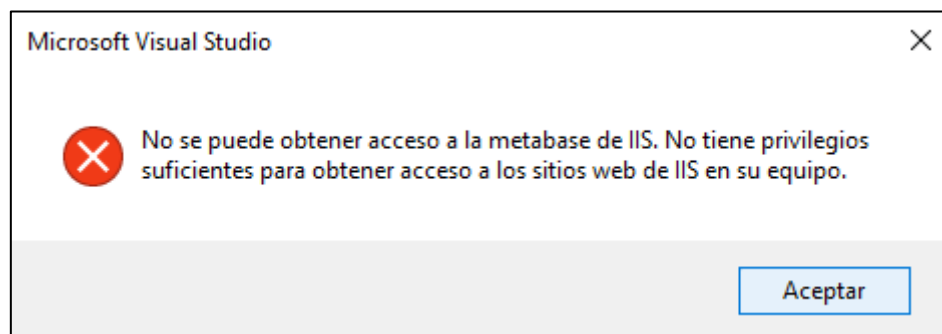 Microsoft Visual Studio
No se puede obtener acceso a la metabase de IIS. No tiene privilegios
suficientes para obtener acceso a los sitios web de IIS en su equipo.
Aceptar